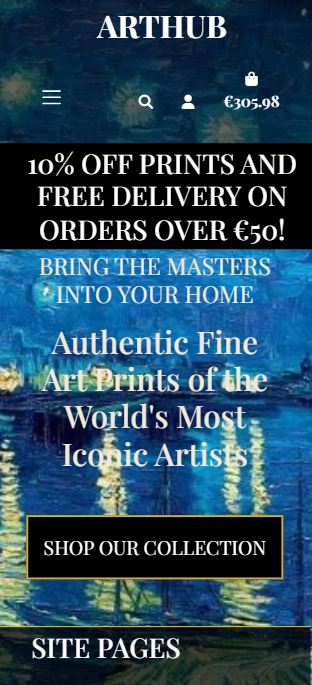 ARTHUB
€305.98
10% OFF PRINTS AND
FREE DELIVERY ON
ORDERS OVER €50!
BRING THE MASTERS
INTO YOUR HOME
Authentic Fine
Art Prints of the
World's Most
Iconic Artists
SHOP OUR COLLECTION
SITE PAGES